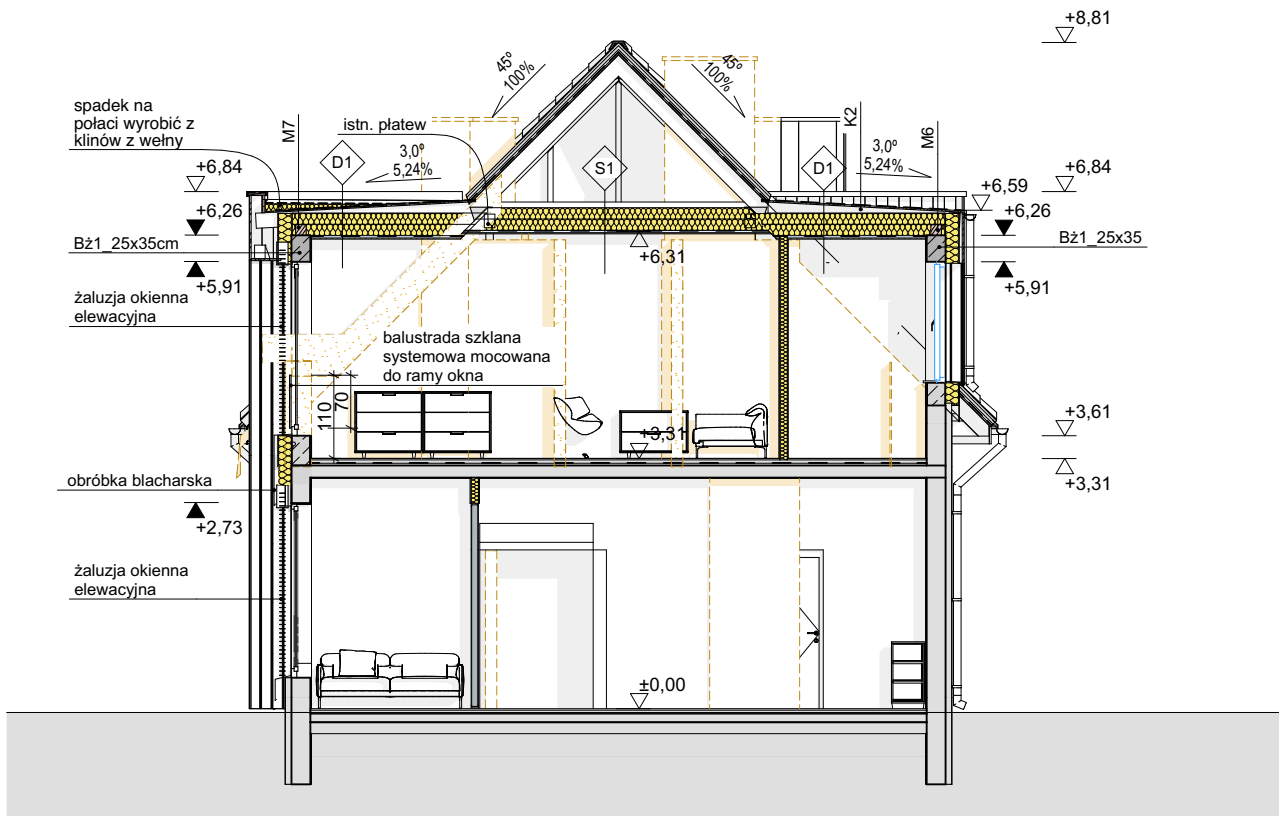 +8,81
45°
100%
45°
100%
spadek na
połaci wyrobić z
klinów z wełny
M7
istn. płatew
K2
M6
D1
3,0°
5,24%
S1
D1
3,0°
5,24%
+6,84
+6,84
+6,59
+6,26
+6,26
Bż1_25x35cm
Bż1_25x35
+6,31
+5,91
+5,91
żaluzja okienna
elewacyjna
balustrada szklana
systemowa mocowana
do ramy okna
110
70
+3,61
+3,31
+3,31
obróbka blacharska
+2,73
żaluzja okienna
elewacyjna
±0,00